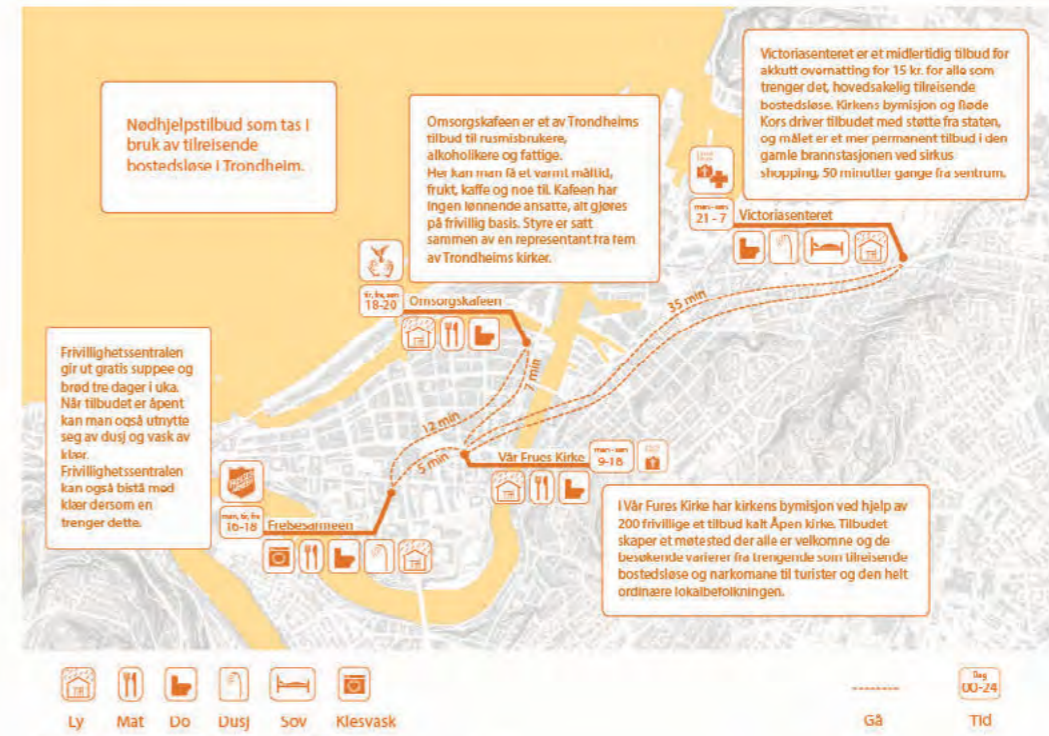 Nødhjelpstilbud som tas i
bruk av tilreisende
bostedsløse i Trondheim.
Omsorgskafeen er et av Trondheims
tilbud til rusmisbrukere,
alkoholikere og fattige.
Her kan man få et varmt måltid,
frukt, kaffe og noe til. Kafeen har
ingen lønnende ansatte, alt gjøres
på frivillig basis. Styre er satt
sammen av en representant fra fem
av Trondheims kirker.
Victoriasenteret er et midlertidig tilbud for
akkutt overnatting for 15 kr. for alle som
trenger det, hovedsakelig tilreisende
bostedsløse. Kirkens bymisjon og Røde
Kors driver tilbudet med støtte fra staten,
og målet er et mer permanent tilbud i den
gamle brannstasjonen ved sirkus
shopping, 50 minutter gange fra sentrum.
man-søn
21 - 7
Victoriasenteret
18-20
Omsorgskafeen
35 min
7 min
12 min
5 min
Frivillighetssentralen
gir ut gratis suppee og
brød tre dager i uka.
Når tilbudet er åpent
kan man også utnytte
seg av dusj og vask av
klær.
Frivillighetssentralen
kan også bistå med
klær dersom en
trenger dette.
man, tir, fre
16-18
Frebesarmeen
Vår Frues Kirke
man-søn
9-18
I Vår Fures Kirke har kirkens bymisjon ved hjelp av
200 frivillige et tilbud kalt Åpen kirke. Tilbudet
skaper et møtested der alle er velkomne og de
besøkende varierer fra trengende som tilreisende
bostedsløse og narkomane til turister og den helt
ordinære lokalbefolkningen.
Ly
Mat
Do
Dusj
Sov
Klesvask
Gå
Dag
00-24
Tid